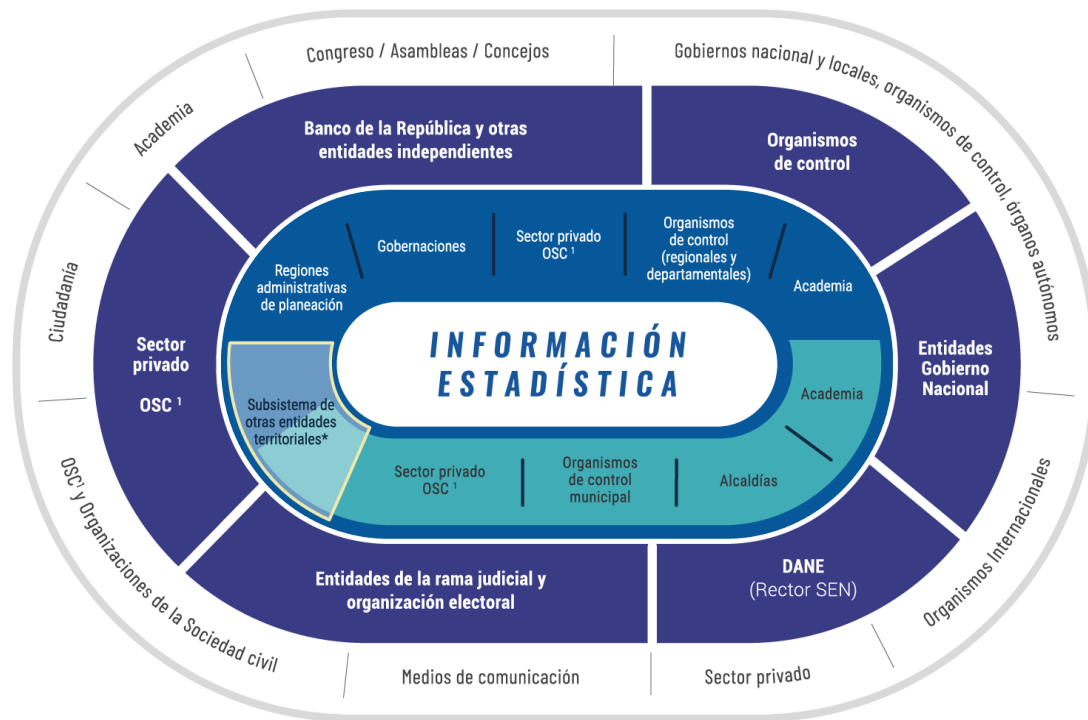 Congreso / Asambleas / Concejos
Gobiernos nacional y locales, organismos de control, órganos autónomos
Academia
Ciudadanía
OSC¹ y Organizaciones de la Sociedad civil
Medios de comunicación
Sector privado
Organismos Internacionales
Banco de la República y otras
entidades independientes
Organismos
de control
Sector
privado
OSC ¹
Entidades
Gobierno
Nacional
Entidades de la rama judicial y
organización electoral
DANE
(Rector SEN)
Regiones
administrativas
de planeación
Gobernaciones
Sector privado
OSC ¹
Organismos
de control
(regionales y
departamentales)
Academia
INFORMACIÓN
ESTADÍSTICA
Subsistema de
otras entidades
territoriales*
Sector privado
OSC ¹
Organismos
de control
municipal
Alcaldías
Academia